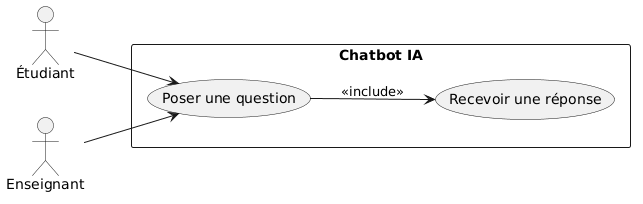 Étudiant
Enseignant
Chatbot IA
Poser une question
«include»
Recevoir une réponse